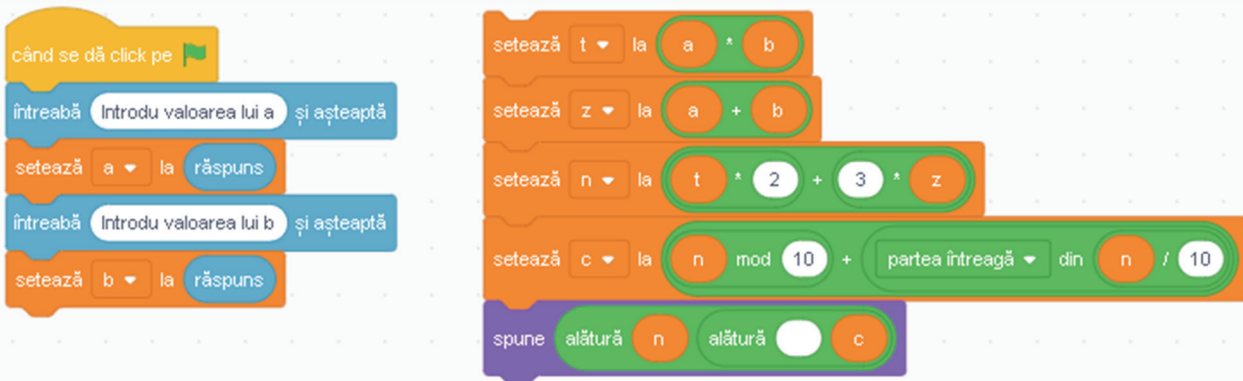 când se dă click pe
întreabă Introdu valoarea lui a și așteaptă
setează a la răspuns
întreabă Introdu valoarea lui b și așteaptă
setează b la răspuns
setează t la a * b
setează z la a + b
setează n la t * 2 + 3 * z
setează c la n mod 10 + partea întreagă din n / 10
spune alătură n alătură c